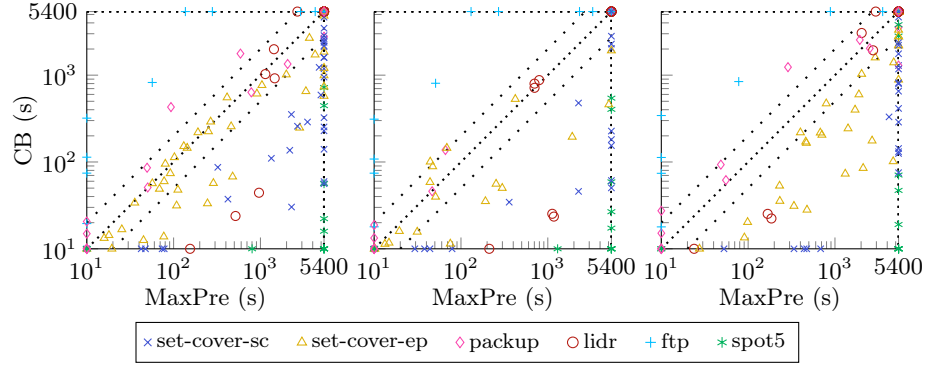 5400
10³
10²
10¹
CB (s)
10¹ 10² 10³ 5400
MaxPre (s)
10¹ 10² 10³ 5400
MaxPre (s)
10¹ 10² 10³ 5400
MaxPre (s)
set-cover-sc set-cover-ep packup lidr ftp spot5